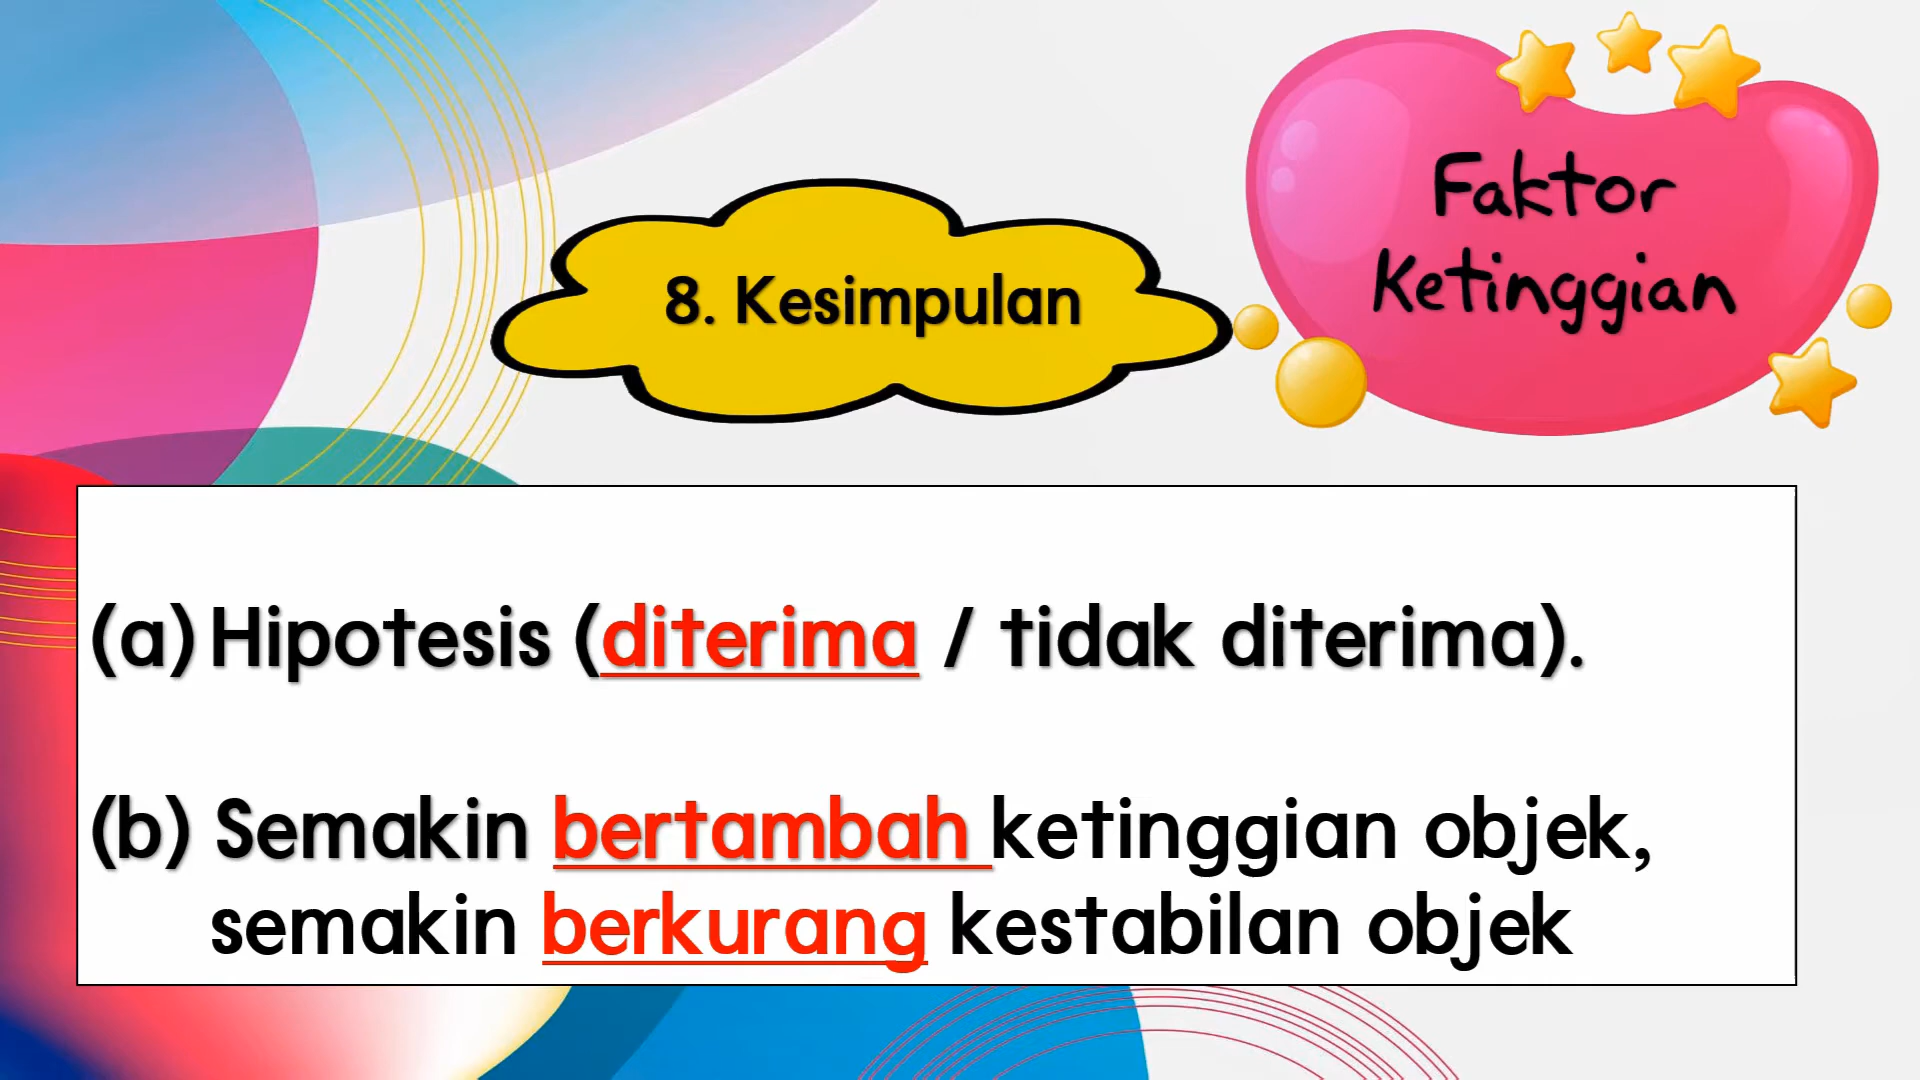 Faktor
Ketinggian
8. Kesimpulan
(a) Hipotesis (diterima / tidak diterima).
(b) Semakin bertambah ketinggian objek,
semakin berkurang kestabilan objek